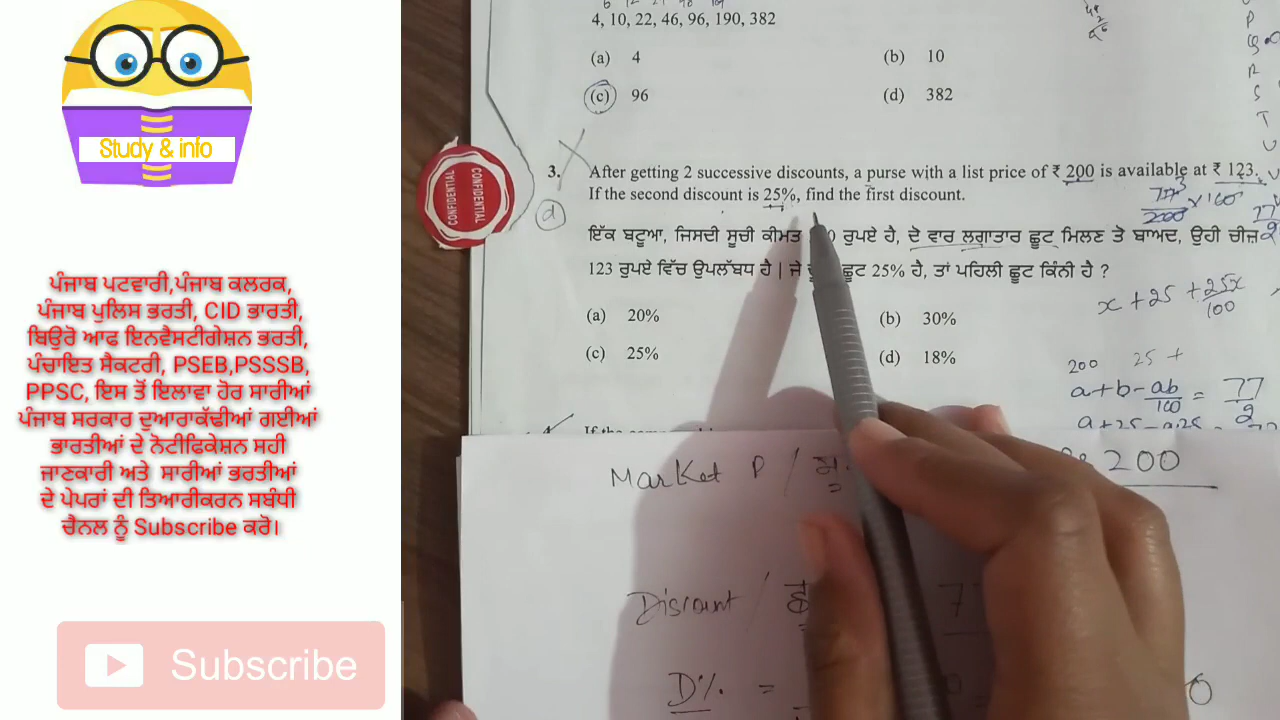 Study & info
ਪੰਜਾਬ ਪਟਵਾਰੀ,ਪੰਜਾਬ ਕਲਰਕ,
ਪੰਜਾਬ ਪੁਲਿਸ ਭਰਤੀ, CID ਭਾਰਤੀ,
ਬਿਉਰੋ ਆਫ ਇਨਵੈਸਟੀਗੇਸ਼ਨ ਭਰਤੀ,
ਪੰਚਾਇਤ ਸੈਕਟਰੀ, PSEB,PSSSB,
PPSC, ਇਸ ਤੋਂ ਇਲਾਵਾ ਹੋਰ ਸਾਰੀਆਂ
ਪੰਜਾਬ ਸਰਕਾਰ ਦੁਆਰਾਕੱਢੀਆਂ ਗਈਆਂ
ਭਾਰਤੀਆਂ ਦੇ ਨੋਟੀਫਿਕੇਸ਼ਨ ਸਹੀ
ਜਾਣਕਾਰੀ ਅਤੇ ਸਾਰੀਆਂ ਭਰਤੀਆਂ
ਦੇ ਪੇਪਰਾਂ ਦੀ ਤਿਆਰੀਕਰਨ ਸਬੰਧੀ
ਚੈਨਲ ਨੂੰ Subscribe ਕਰੋ।
Subscribe
4, 10, 22, 46, 96, 190, 382
(a) 4 (b) 10
(c) 96 (d) 382
CONFIDENTIAL
CONFIDENTIAL
3. After getting 2 successive discounts, a purse with a list price of ₹ 200 is available at ₹ 123.
If the second discount is 25%, find the first discount.
(d)
ਇੱਕ ਬਟੂਆ, ਜਿਸਦੀ ਸੂਚੀ ਕੀਮਤ ਰੁਪਏ ਹੈ, ਦੋ ਵਾਰ ਲਗਾਤਾਰ ਛੂਟ ਮਿਲਣ ਤੋਂ ਬਾਅਦ, ਉਹੀ ਚੀਜ਼
123 ਰੁਪਏ ਵਿੱਚ ਉਪਲੱਬਧ ਹੈ | ਜੇ ਛੂਟ 25% ਹੈ, ਤਾਂ ਪਹਿਲੀ ਛੂਟ ਕਿੰਨੀ ਹੈ ?
(a) 20% (b) 30%
(c) 25% (d) 18%
x + 25 + 25x/100
200 25 +
a+b-ab/100 = 77/2
Market P / 200
Discount /
D% =